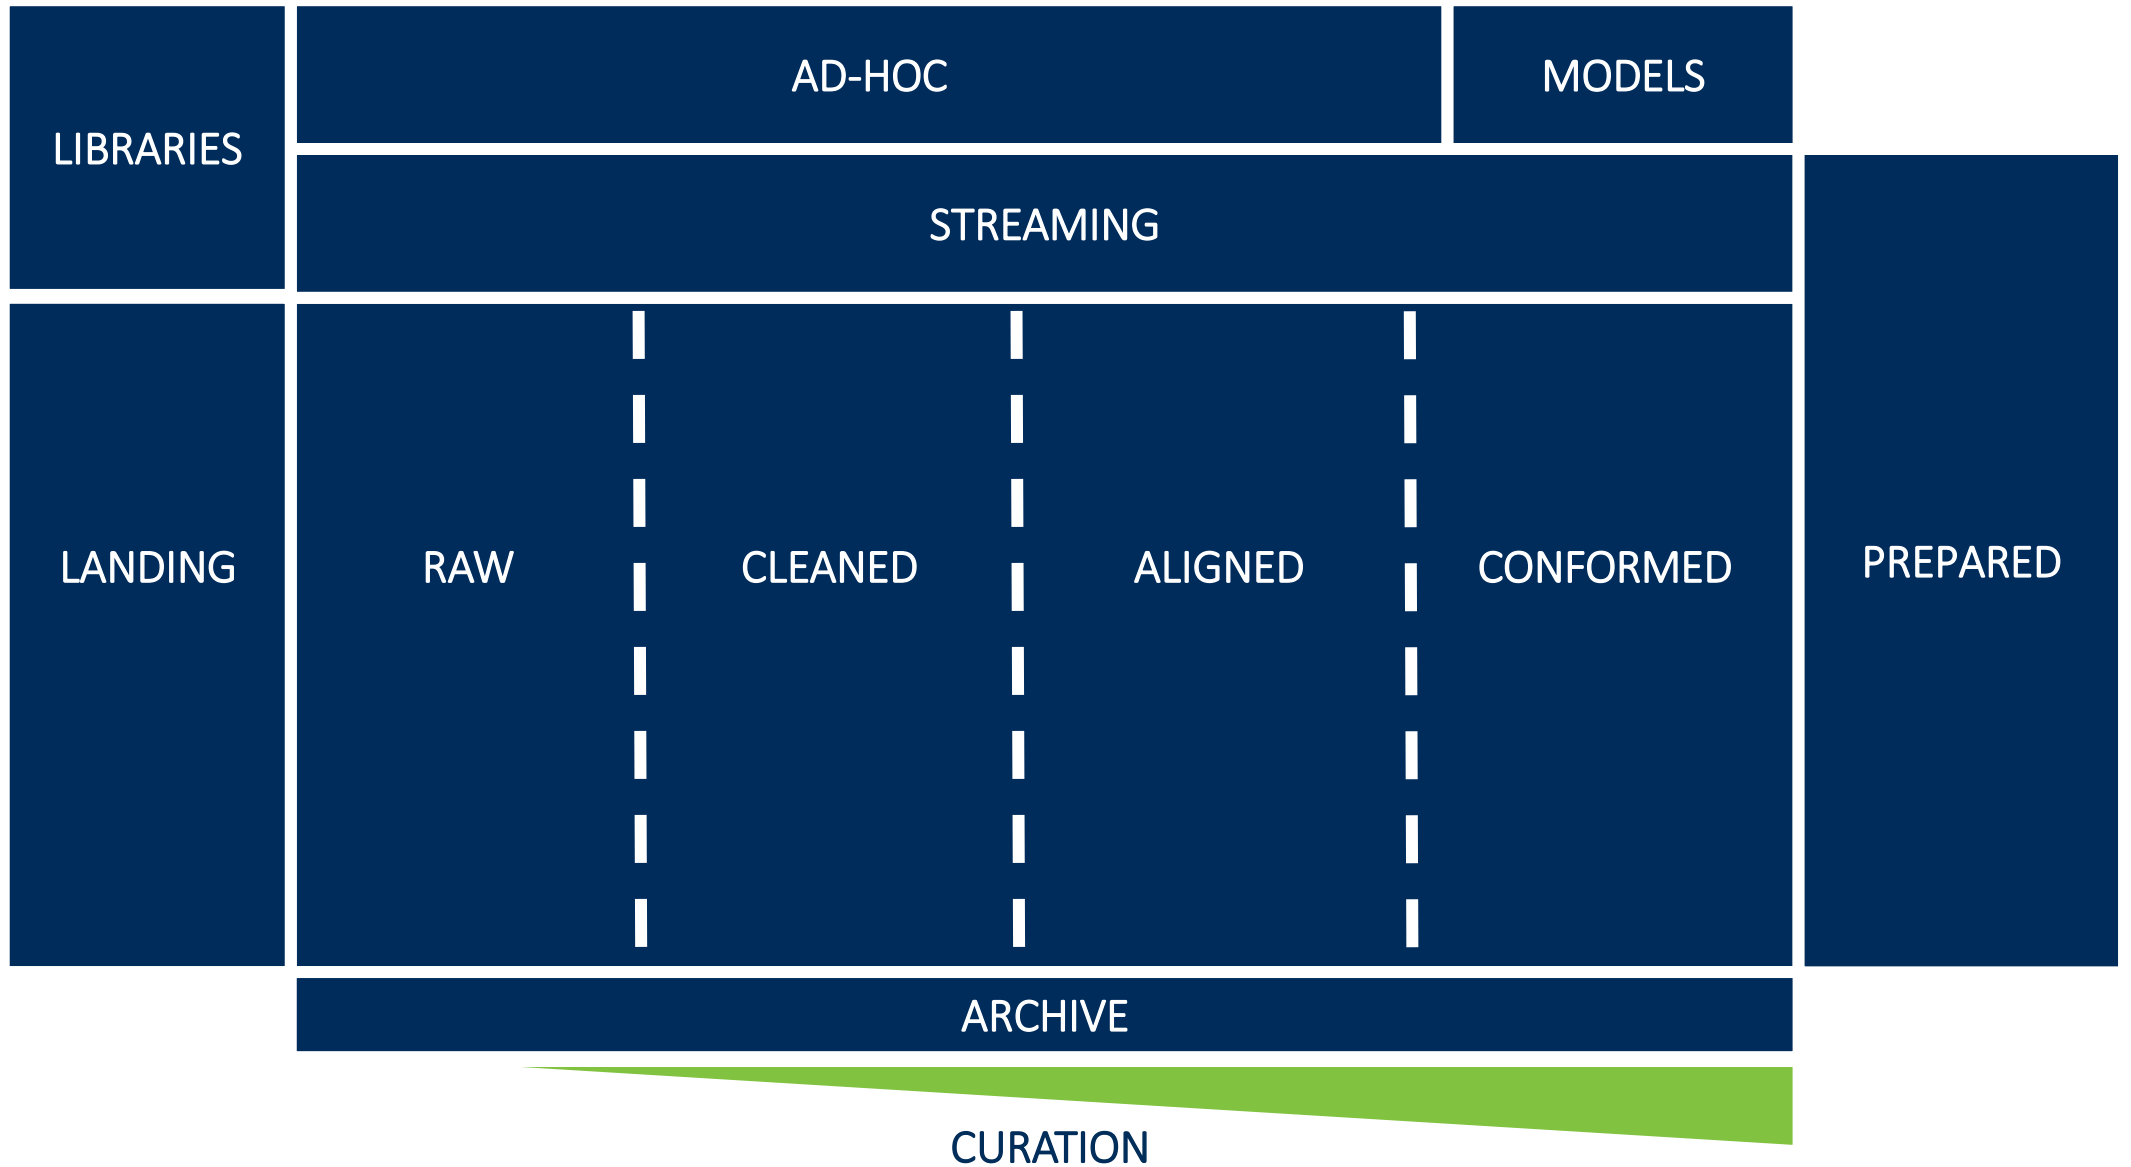 AD-HOC
MODELS
LIBRARIES
STREAMING
LANDING
RAW
CLEANED
ALIGNED
CONFORMED
PREPARED
ARCHIVE
CURATION